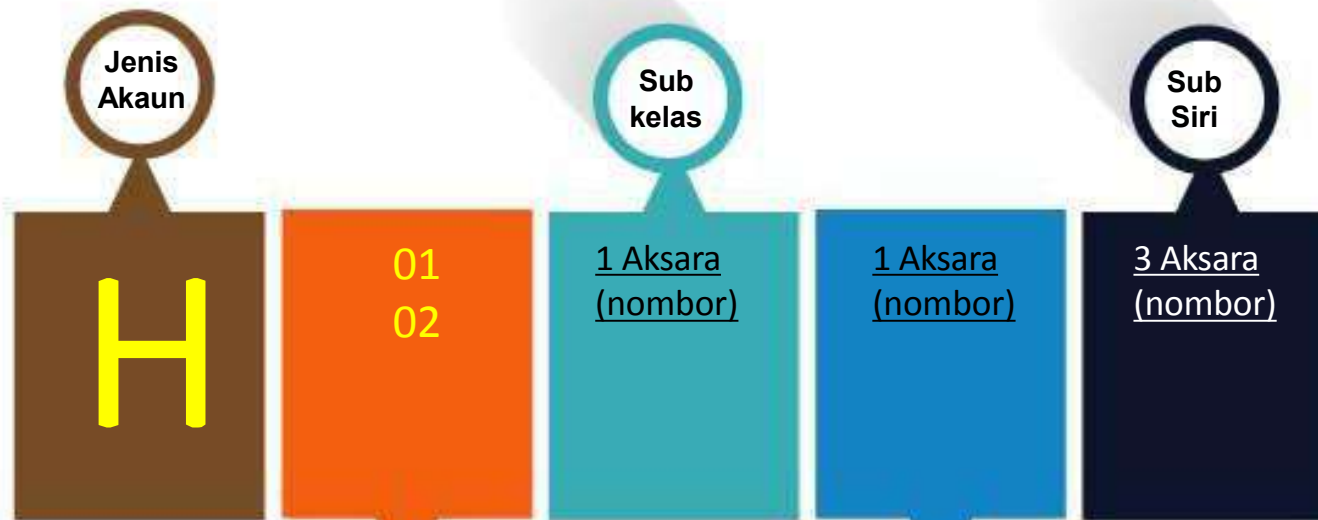 Jenis
Akaun
Sub
kelas
Sub
Siri
H
01
02
1 Aksara
(nombor)
1 Aksara
(nombor)
3 Aksara
(nombor)